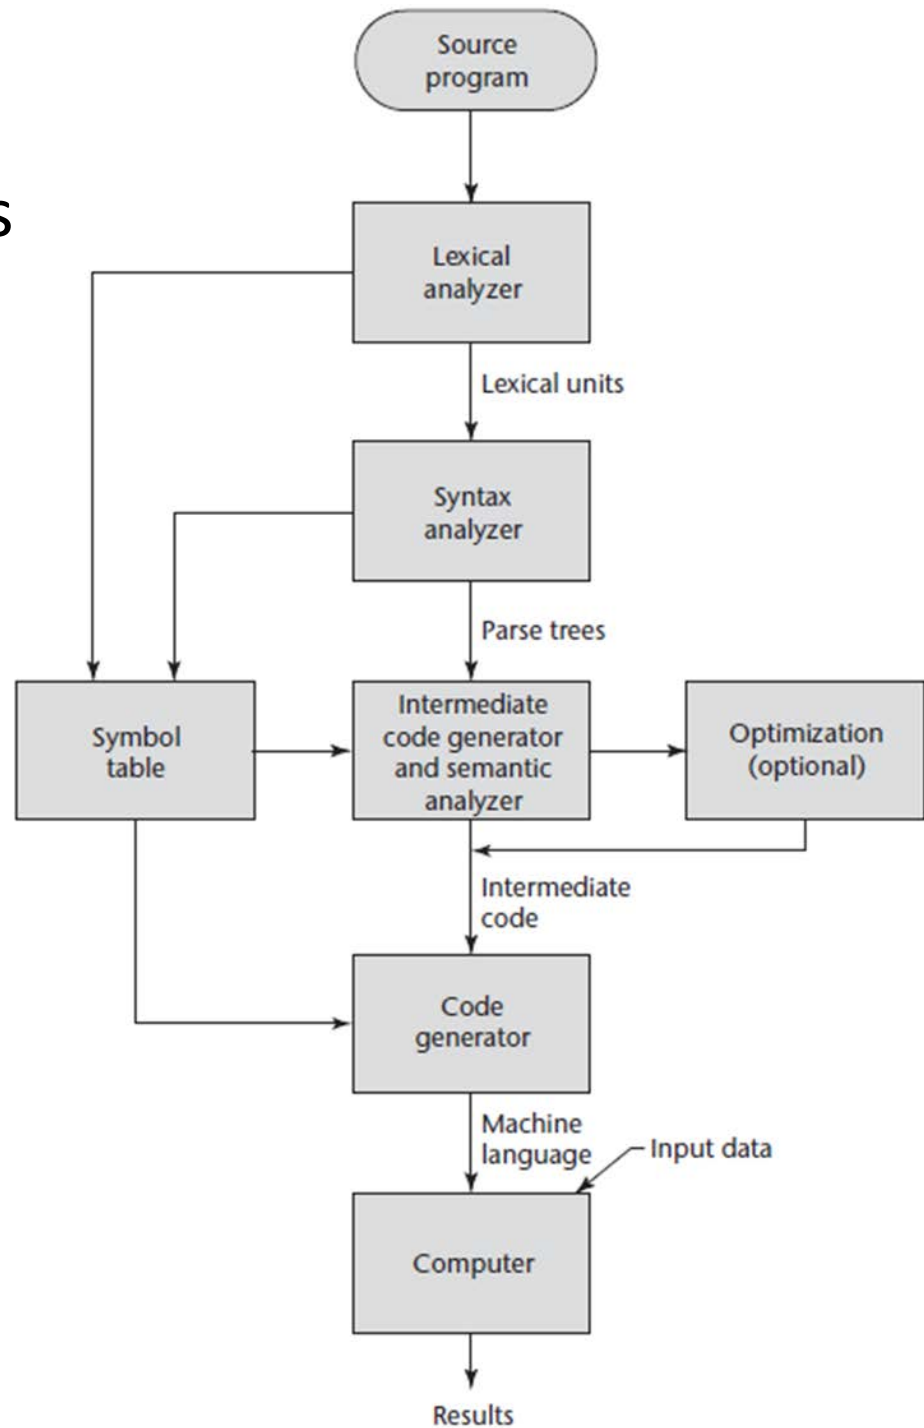 Source
program
s
Lexical
analyzer
Lexical units
Syntax
analyzer
Parse trees
Symbol
table
Intermediate
code generator
and semantic
analyzer
Optimization
(optional)
Intermediate
code
Code
generator
Machine
language
Input data
Computer
Results